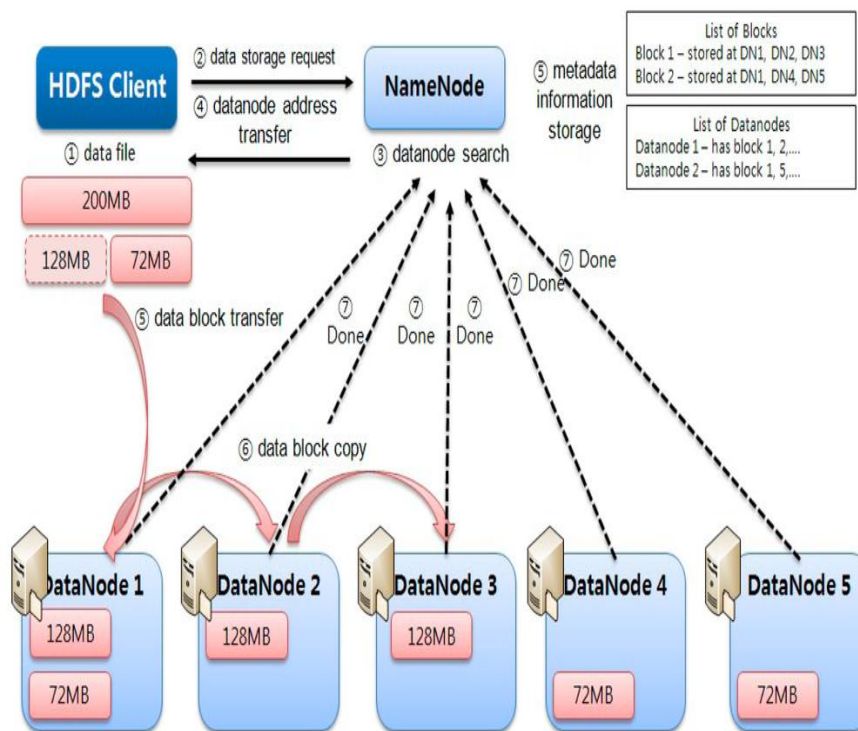 HDFS Client
② data storage request
④ datanode address
transfer
NameNode
③ datanode search
⑤ metadata
information
storage
List of Blocks
Block 1 – stored at DN1, DN2, DN3
Block 2 – stored at DN1, DN4, DN5
List of Datanodes
Datanode 1 – has block 1, 2,....
Datanode 2 – has block 1, 5,....
① data file
200MB
128MB
72MB
⑤ data block transfer
⑦
Done
⑦
Done
⑦
Done
⑦ Done
⑦ Done
⑥ data block copy
DataNode 1
128MB
72MB
DataNode 2
128MB
DataNode 3
128MB
DataNode 4
72MB
DataNode 5
72MB